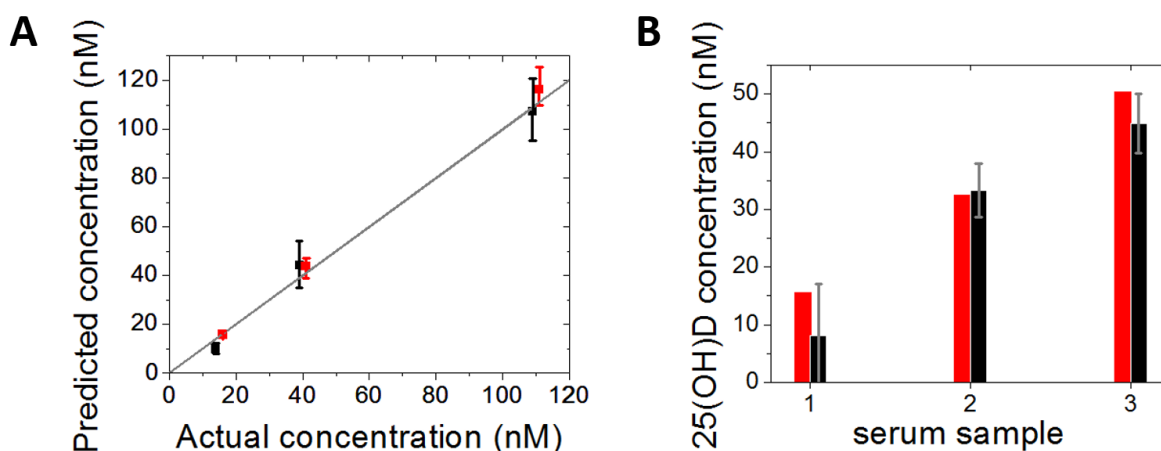 A
Predicted concentration (nM)
120
100
80
60
40
20
0
0 20 40 60 80 100 120
Actual concentration (nM)
B
25(OH)D concentration (nM)
50
40
30
20
10
0
1 2 3
serum sample